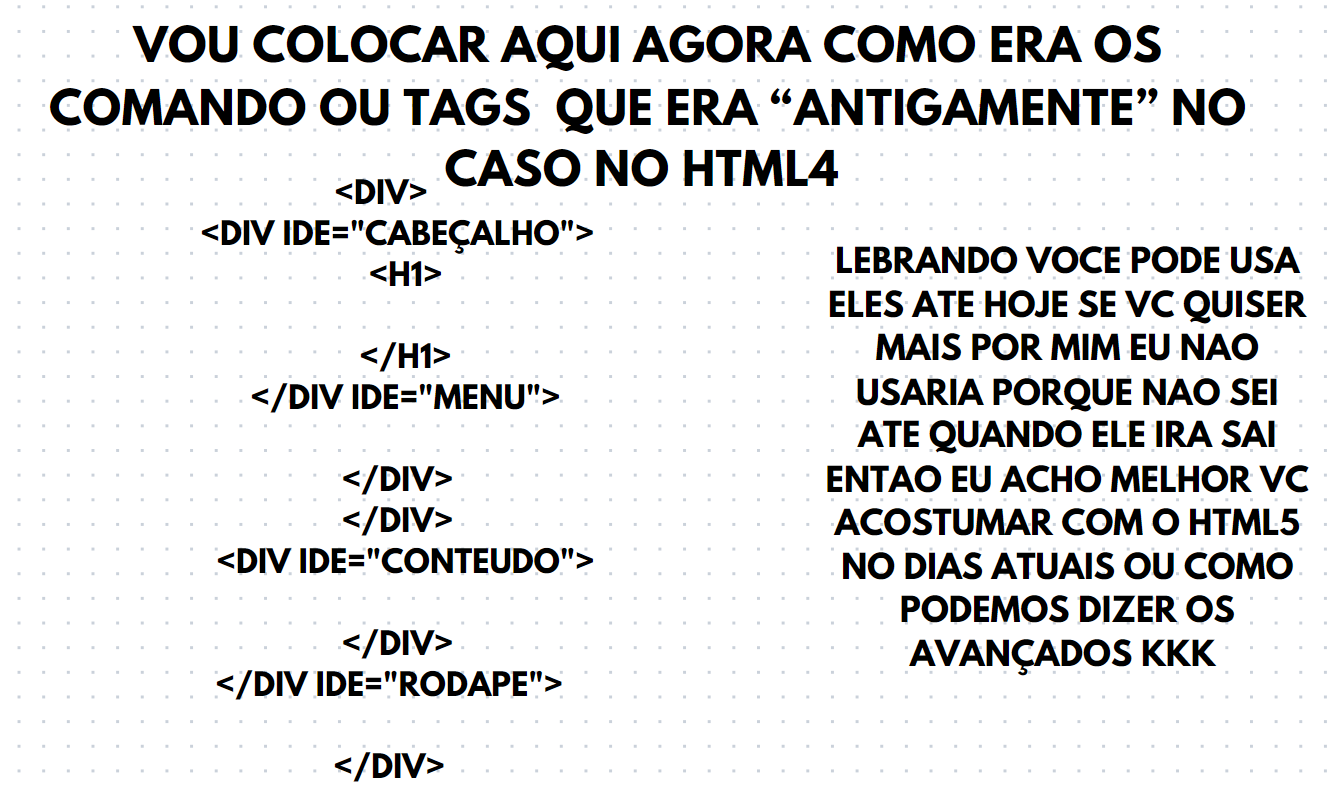 VOU COLOCAR AQUI AGORA COMO ERA OS
COMANDO OU TAGS QUE ERA “ANTIGAMENTE” NO
CASO NO HTML4
<DIV>
<DIV IDE="CABEÇALHO">
<H1>
</H1>
</DIV IDE="MENU">
</DIV>
</DIV>
<DIV IDE="CONTEUDO">
</DIV>
</DIV IDE="RODAPE">
</DIV>
LEBRANDO VOCE PODE USA
ELES ATE HOJE SE VC QUISER
MAIS POR MIM EU NAO
USARIA PORQUE NAO SEI
ATE QUANDO ELE IRA SAI
ENTAO EU ACHO MELHOR VC
ACOSTUMAR COM O HTML5
NO DIAS ATUAIS OU COMO
PODEMOS DIZER OS
AVANÇADOS KKK